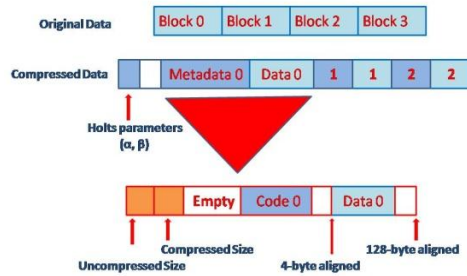 Original Data
Block 0 Block 1 Block 2 Block 3
Compressed Data
Metadata 0 Data 0 1 1 2 2
Holts parameters
(α, β)
Empty Code 0 Data 0
Compressed Size
Uncompress Size
4-byte aligned
128-byte aligned